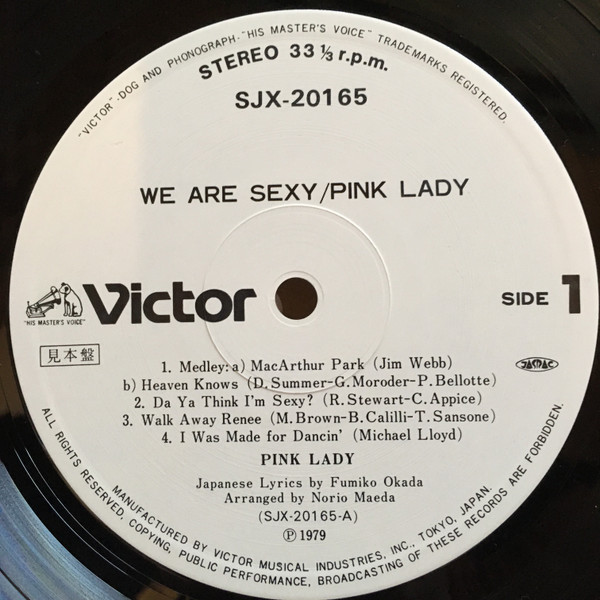 "VICTOR"·DOG AND PHONOGRAPH·"HIS MASTER'S VOICE" TRADEMARKS REGISTERED.
STEREO 33 ⅓ r.p.m.
SJX-20165
WE ARE SEXY/PINK LADY
"HIS MASTER'S VOICE"
Victor
SIDE 1
見本盤
JASRAC
1. Medley: a) MacArthur Park (Jim Webb)
b) Heaven Knows (D. Summer-G. Moroder-P. Bellotte)
2. Da Ya Think I'm Sexy? (R. Stewart-C. Appice)
3. Walk Away Renee (M. Brown-B. Calilli-T. Sansone)
4. I Was Made for Dancin' (Michael Lloyd)
PINK LADY
Japanese Lyrics by Fumiko Okada
Arranged by Norio Maeda
(SJX-20165-A)
Ⓟ 1979
MANUFACTURED BY VICTOR MUSICAL INDUSTRIES, INC., TOKYO, JAPAN.
ALL RIGHTS RESERVED. COPYING, PUBLIC PERFORMANCE, BROADCASTING OF THESE RECORDS ARE FORBIDDEN.